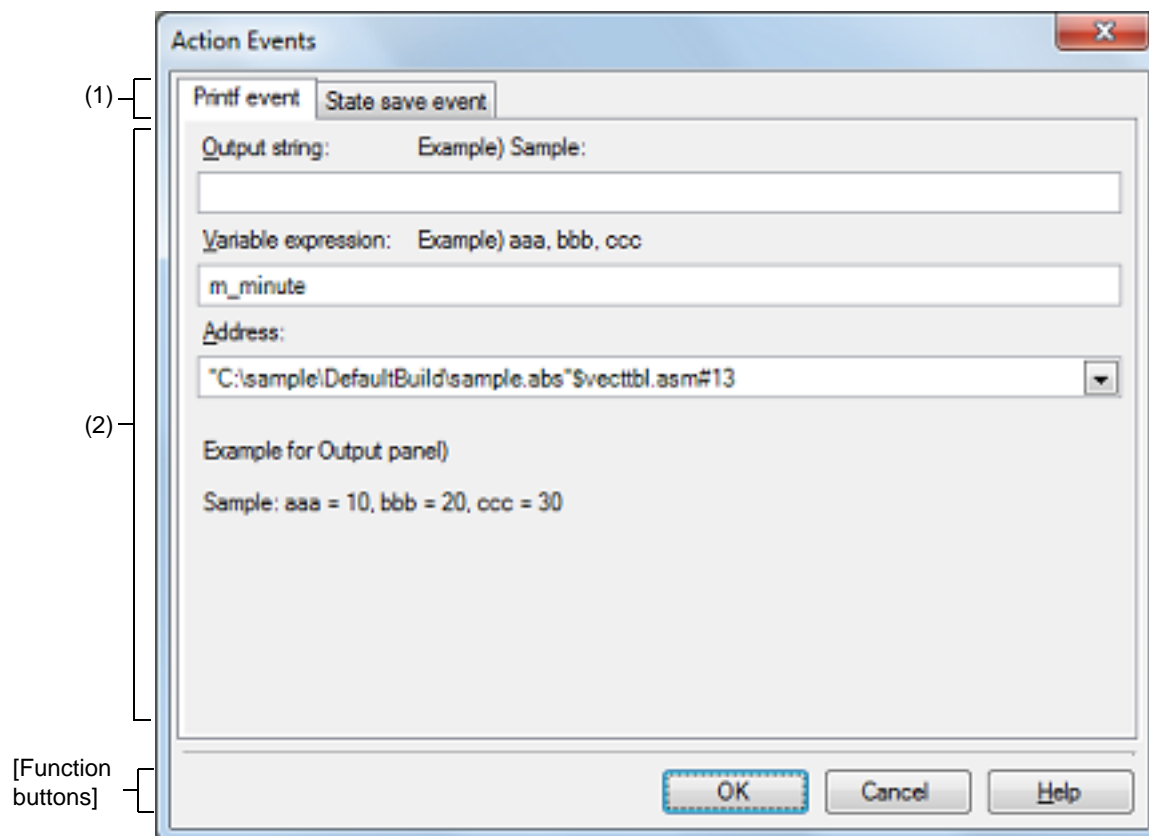 Action Events
(1)
Printf event State save event
Output string: Example) Sample:
Variable expression: Example) aaa, bbb, ccc
m_minute
Address:
"C:\sample\DefaultBuild\sample.abs"$vecttbl.asm#13
(2)
Example for Output panel)
Sample: aaa = 10, bbb = 20, ccc = 30
[Function
buttons]
OK Cancel Help